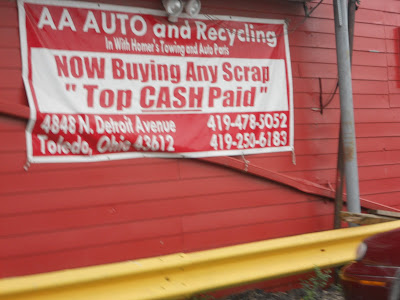 AA AUTO and Recycling
In With Homer's Towing and Auto Parts
NOW Buying Any Scrap
" Top CASH Paid "
4848 N. Detroit Avenue 419-478-5052
Toledo, Ohio 43612 419-250-6183